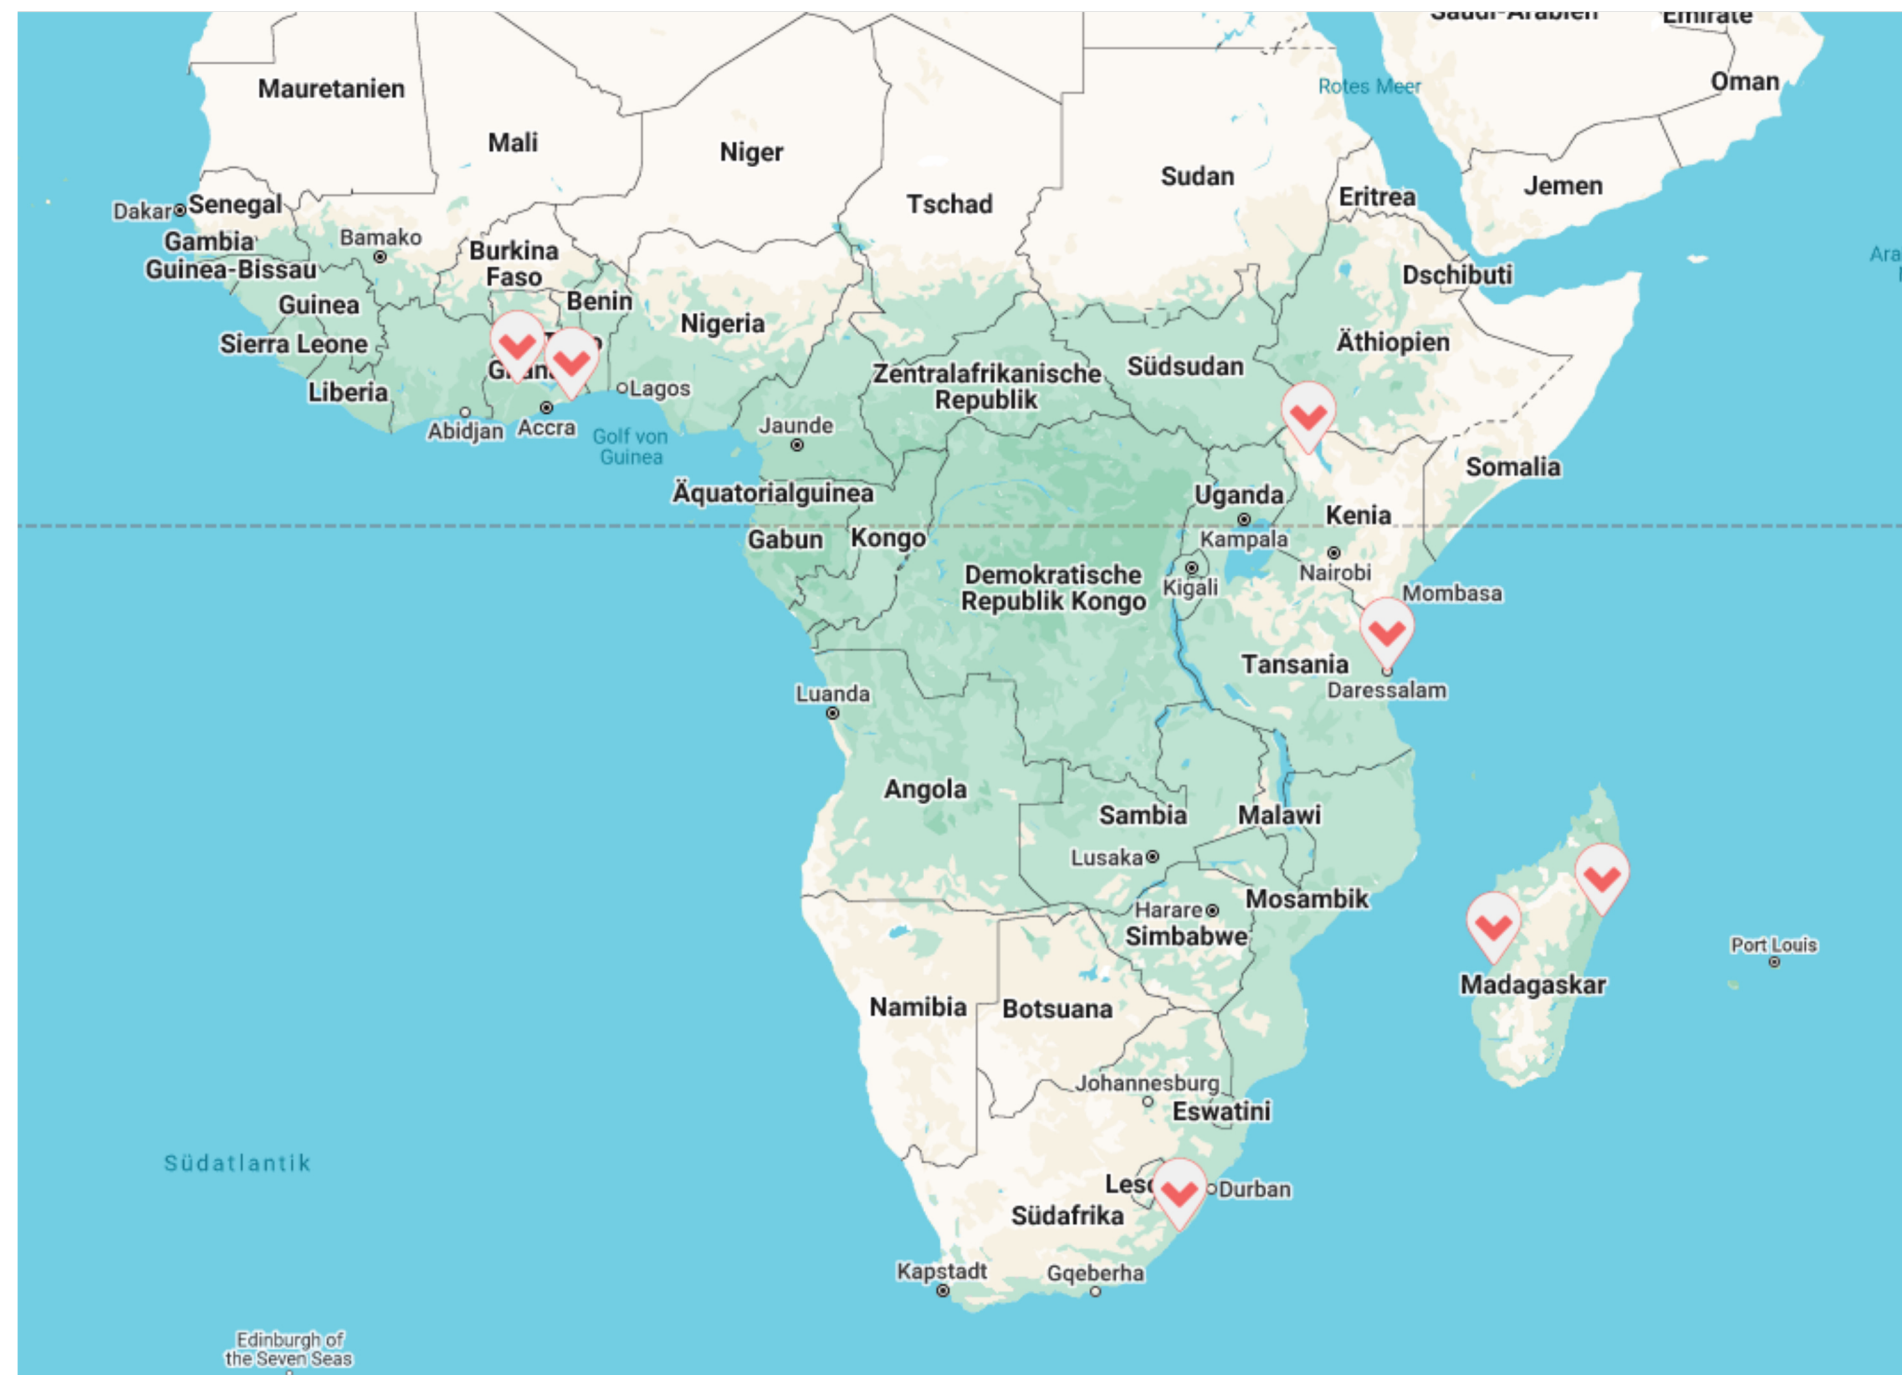 Saudi-Arabien
Emirate
Mauretanien
Rotes Meer
Oman
Mali
Niger
Sudan
Jemen
Eritrea
Tschad
Dakar
Senegal
Gambia
Bamako
Burkina
Faso
Guinea-Bissau
Dschibuti
Ara
Guinea
Benin
Nigeria
Sierra Leone
Äthiopien
Südsudan
Zentralafrikanische
Republik
Liberia
Lagos
Abidjan
Accra
Jaunde
Golf von
Guinea
Somalia
Äquatorialguinea
Uganda
Kenia
Gabun
Kongo
Kampala
Nairobi
Demokratische
Republik Kongo
Kigali
Mombasa
Tansania
Daressalam
Luanda
Angola
Sambia
Malawi
Lusaka
Mosambik
Harare
Simbabwe
Port Louis
Madagaskar
Namibia
Botsuana
Johannesburg
Eswatini
Südatlantik
Les
Durban
Südafrika
Kapstadt
Gqeberha
Edinburgh of
the Seven Seas